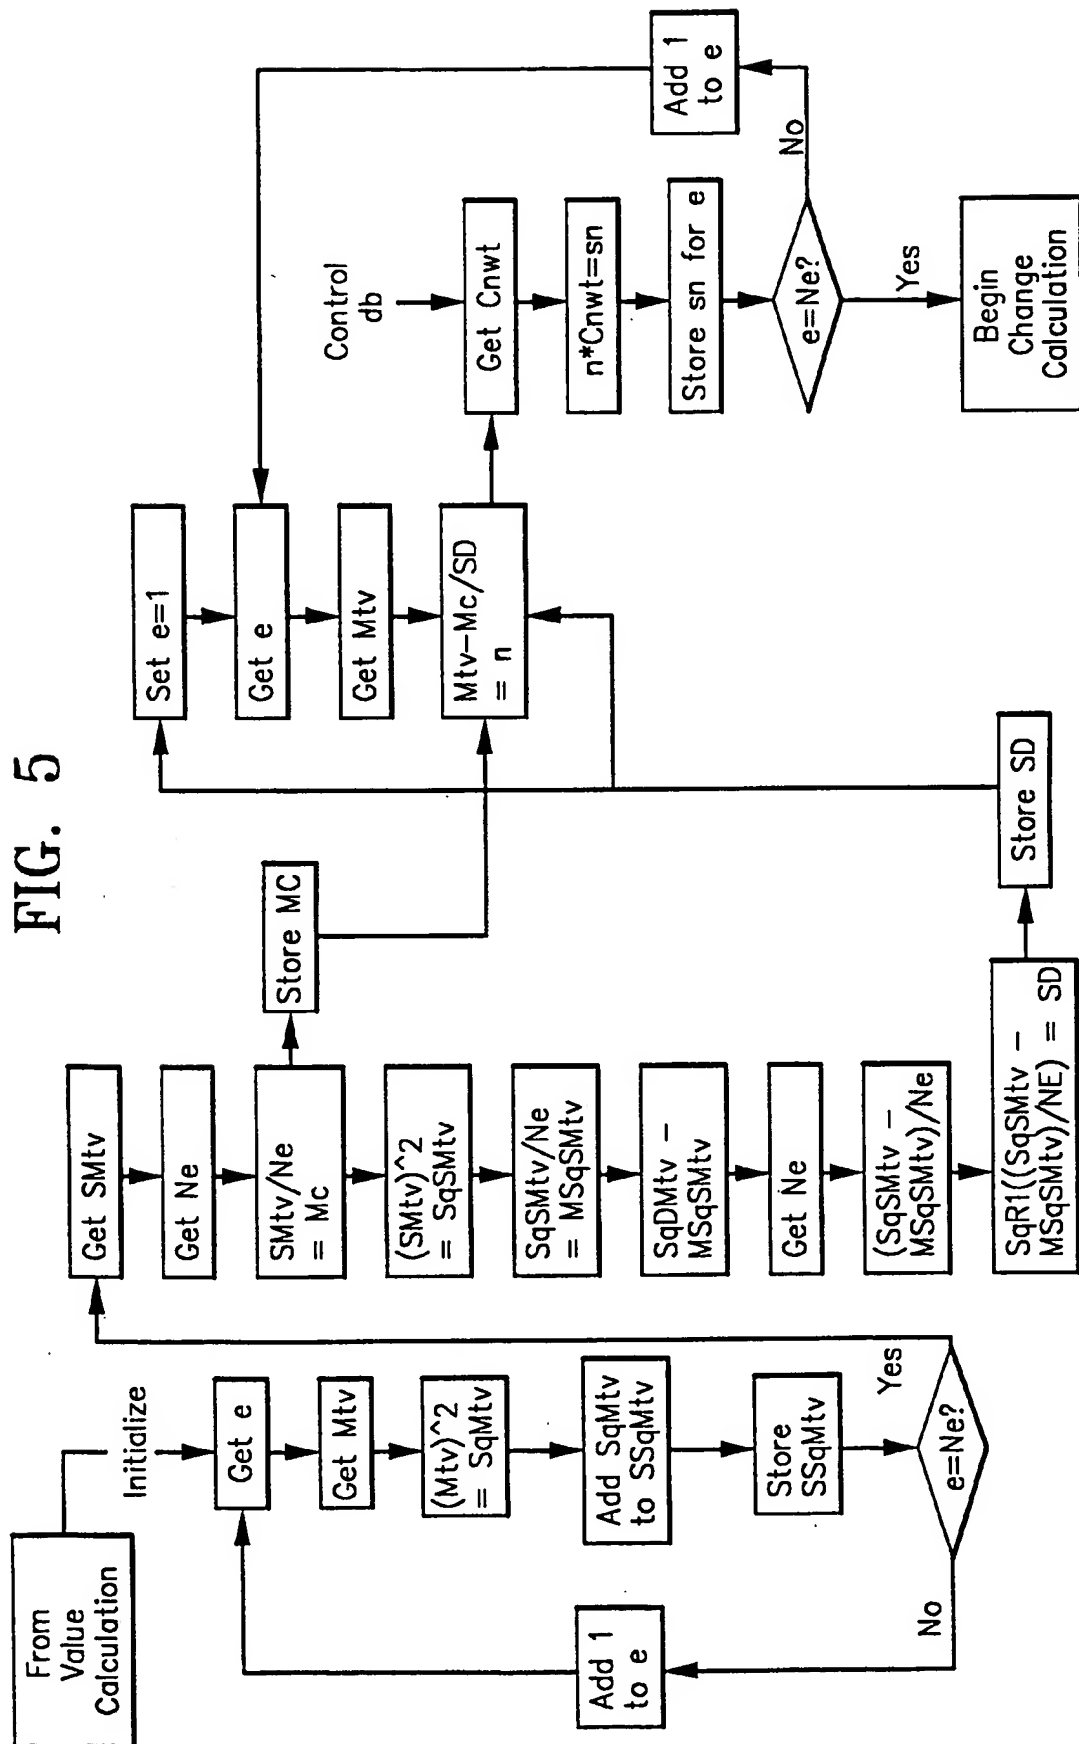 FIG. 5
From
Value
Calculation
Initialize
Get e
Get Mtv
(Mtv)^2
= SqMtv
Add SqMtv
to SSqMtv
Store
SSqMtv
e=Ne?
Yes
No
Add 1
to e
Get SMtv
Get Ne
SMtv/Ne
= Mc
Store MC
(SMtv)^2
= SqSMtv
SqSMtv/Ne
= MSqSMtv
SqDMtv –
MSqSMtv
Get Ne
(SqSMtv –
MSqSMtv)/Ne
SqR1((SqSMtv –
MSqSMtv)/NE) = SD
Store SD
Set e=1
Get e
Get Mtv
Mtv–Mc/SD
= n
Control
db
Get Cnwt
n*Cnwt=sn
Store sn for e
e=Ne?
No
Add 1
to e
Yes
Begin
Change
Calculation